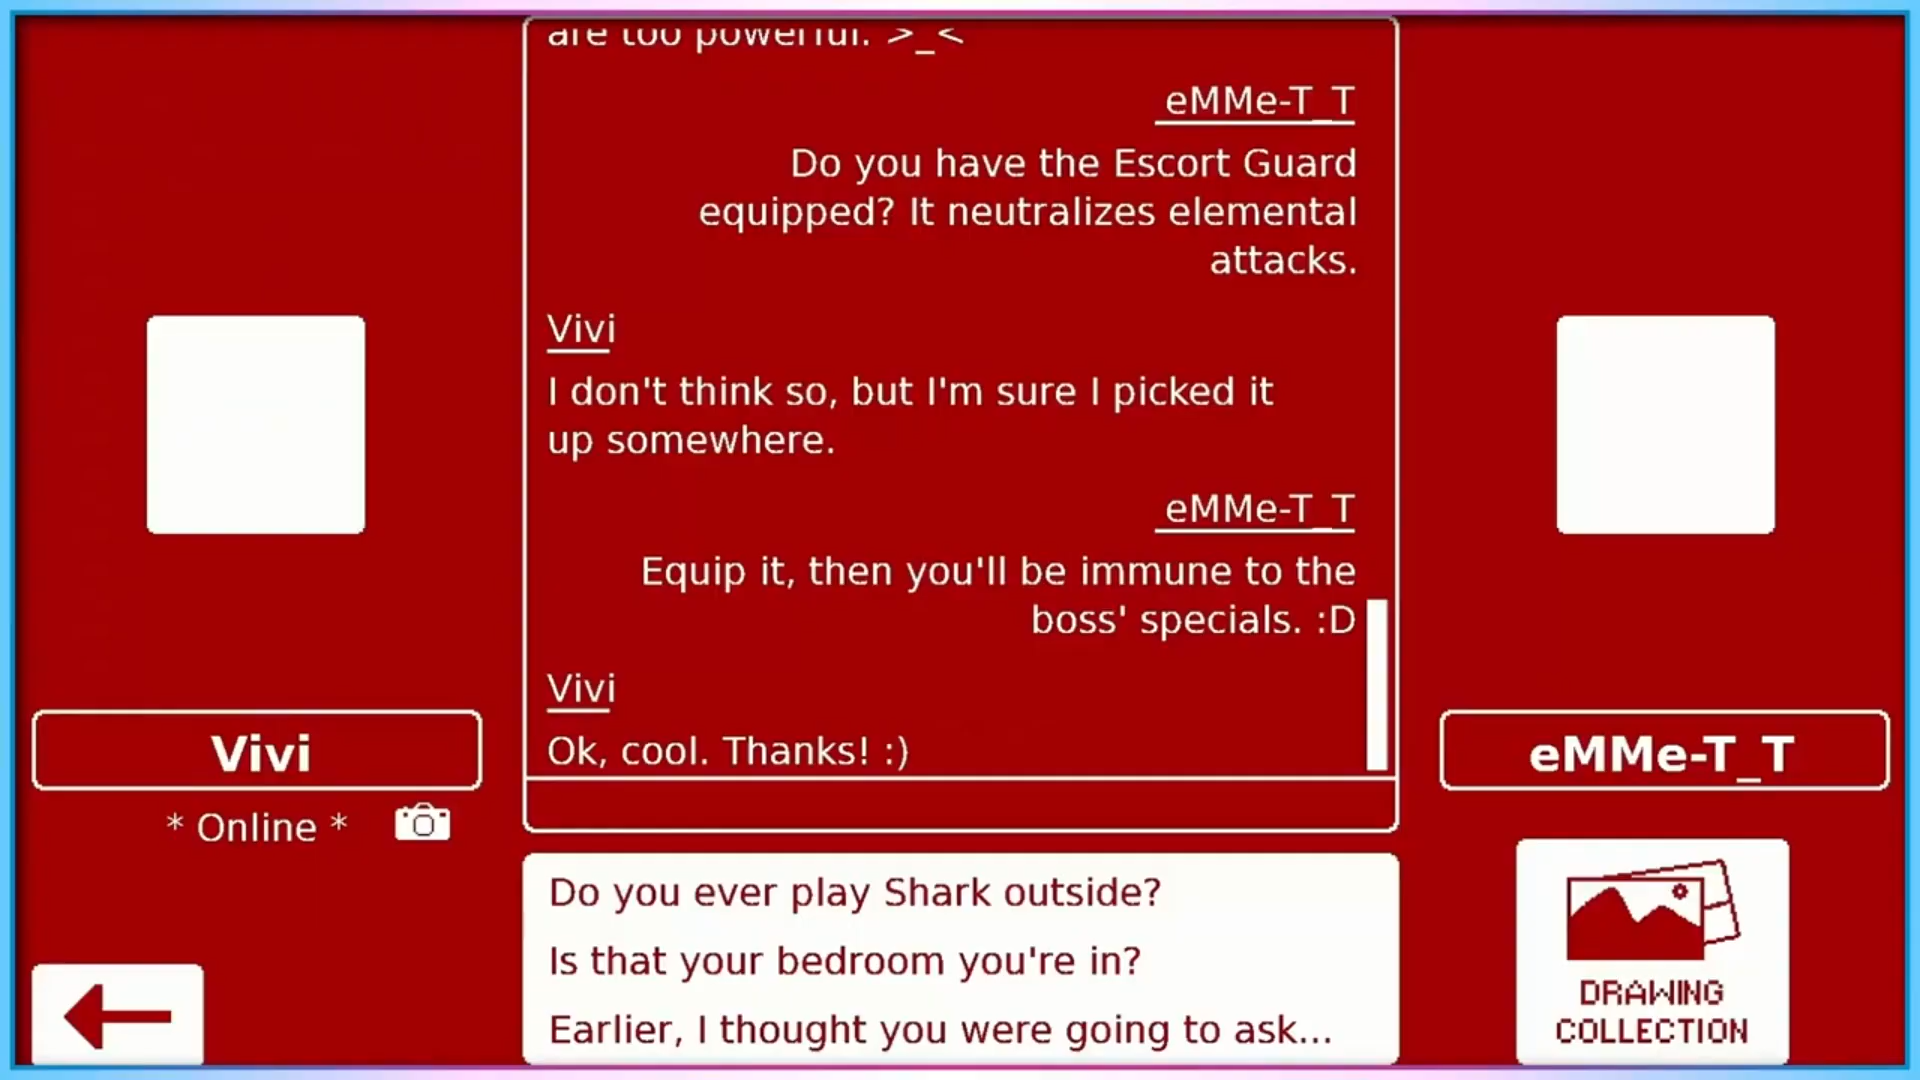 are too powerful. >_<
eMMe-T_T
Do you have the Escort Guard
equipped? It neutralizes elemental
attacks.
Vivi
I don't think so, but I'm sure I picked it
up somewhere.
eMMe-T_T
Equip it, then you'll be immune to the
boss' specials. :D
Vivi
Ok, cool. Thanks! :)
Vivi
* Online *
eMMe-T_T
Do you ever play Shark outside?
Is that your bedroom you're in?
Earlier, I thought you were going to ask...
DRAWING
COLLECTION